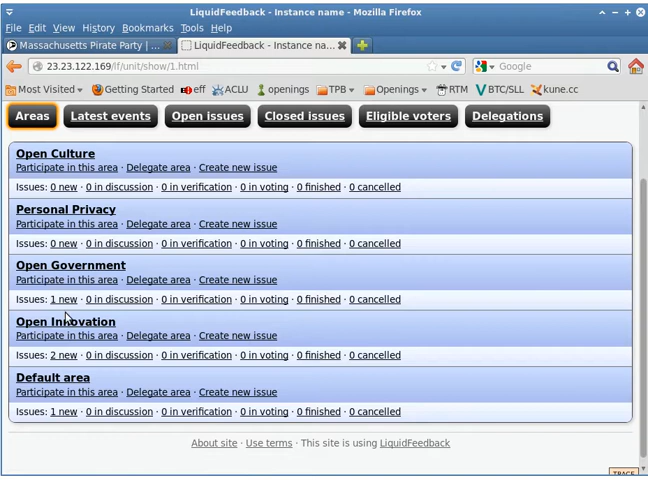 LiquidFeedback - Instance name - Mozilla Firefox
File Edit View History Bookmarks Tools Help
Massachusetts Pirate Party | ... LiquidFeedback - Instance na...
23.23.122.169/lf/unit/show/1.html Google
Most Visited Getting Started eff ACLU openings TPB Openings RTM BTC/SLL kune.cc
Areas Latest events Open issues Closed issues Eligible voters Delegations
Open Culture
Participate in this area · Delegate area · Create new issue
Issues: 0 new · 0 in discussion · 0 in verification · 0 in voting · 0 finished · 0 cancelled
Personal Privacy
Participate in this area · Delegate area · Create new issue
Issues: 0 new · 0 in discussion · 0 in verification · 0 in voting · 0 finished · 0 cancelled
Open Government
Participate in this area · Delegate area · Create new issue
Issues: 1 new · 0 in discussion · 0 in verification · 0 in voting · 0 finished · 0 cancelled
Open Innovation
Participate in this area · Delegate area · Create new issue
Issues: 2 new · 0 in discussion · 0 in verification · 0 in voting · 0 finished · 0 cancelled
Default area
Participate in this area · Delegate area · Create new issue
Issues: 1 new · 0 in discussion · 0 in verification · 0 in voting · 0 finished · 0 cancelled
About site · Use terms · This site is using LiquidFeedback
TRACE